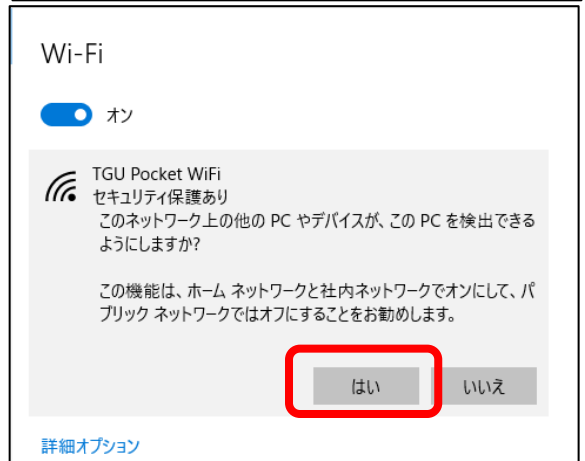 Wi-Fi
オン
TGU Pocket WiFi
セキュリティ保護あり
このネットワーク上の他の PC やデバイスが、この PC を検出できる
ようにしますか?
この機能は、ホーム ネットワークと社内ネットワークでオンにして、パ
ブリック ネットワークではオフにすることをお勧めします。
はい いいえ
詳細オプション